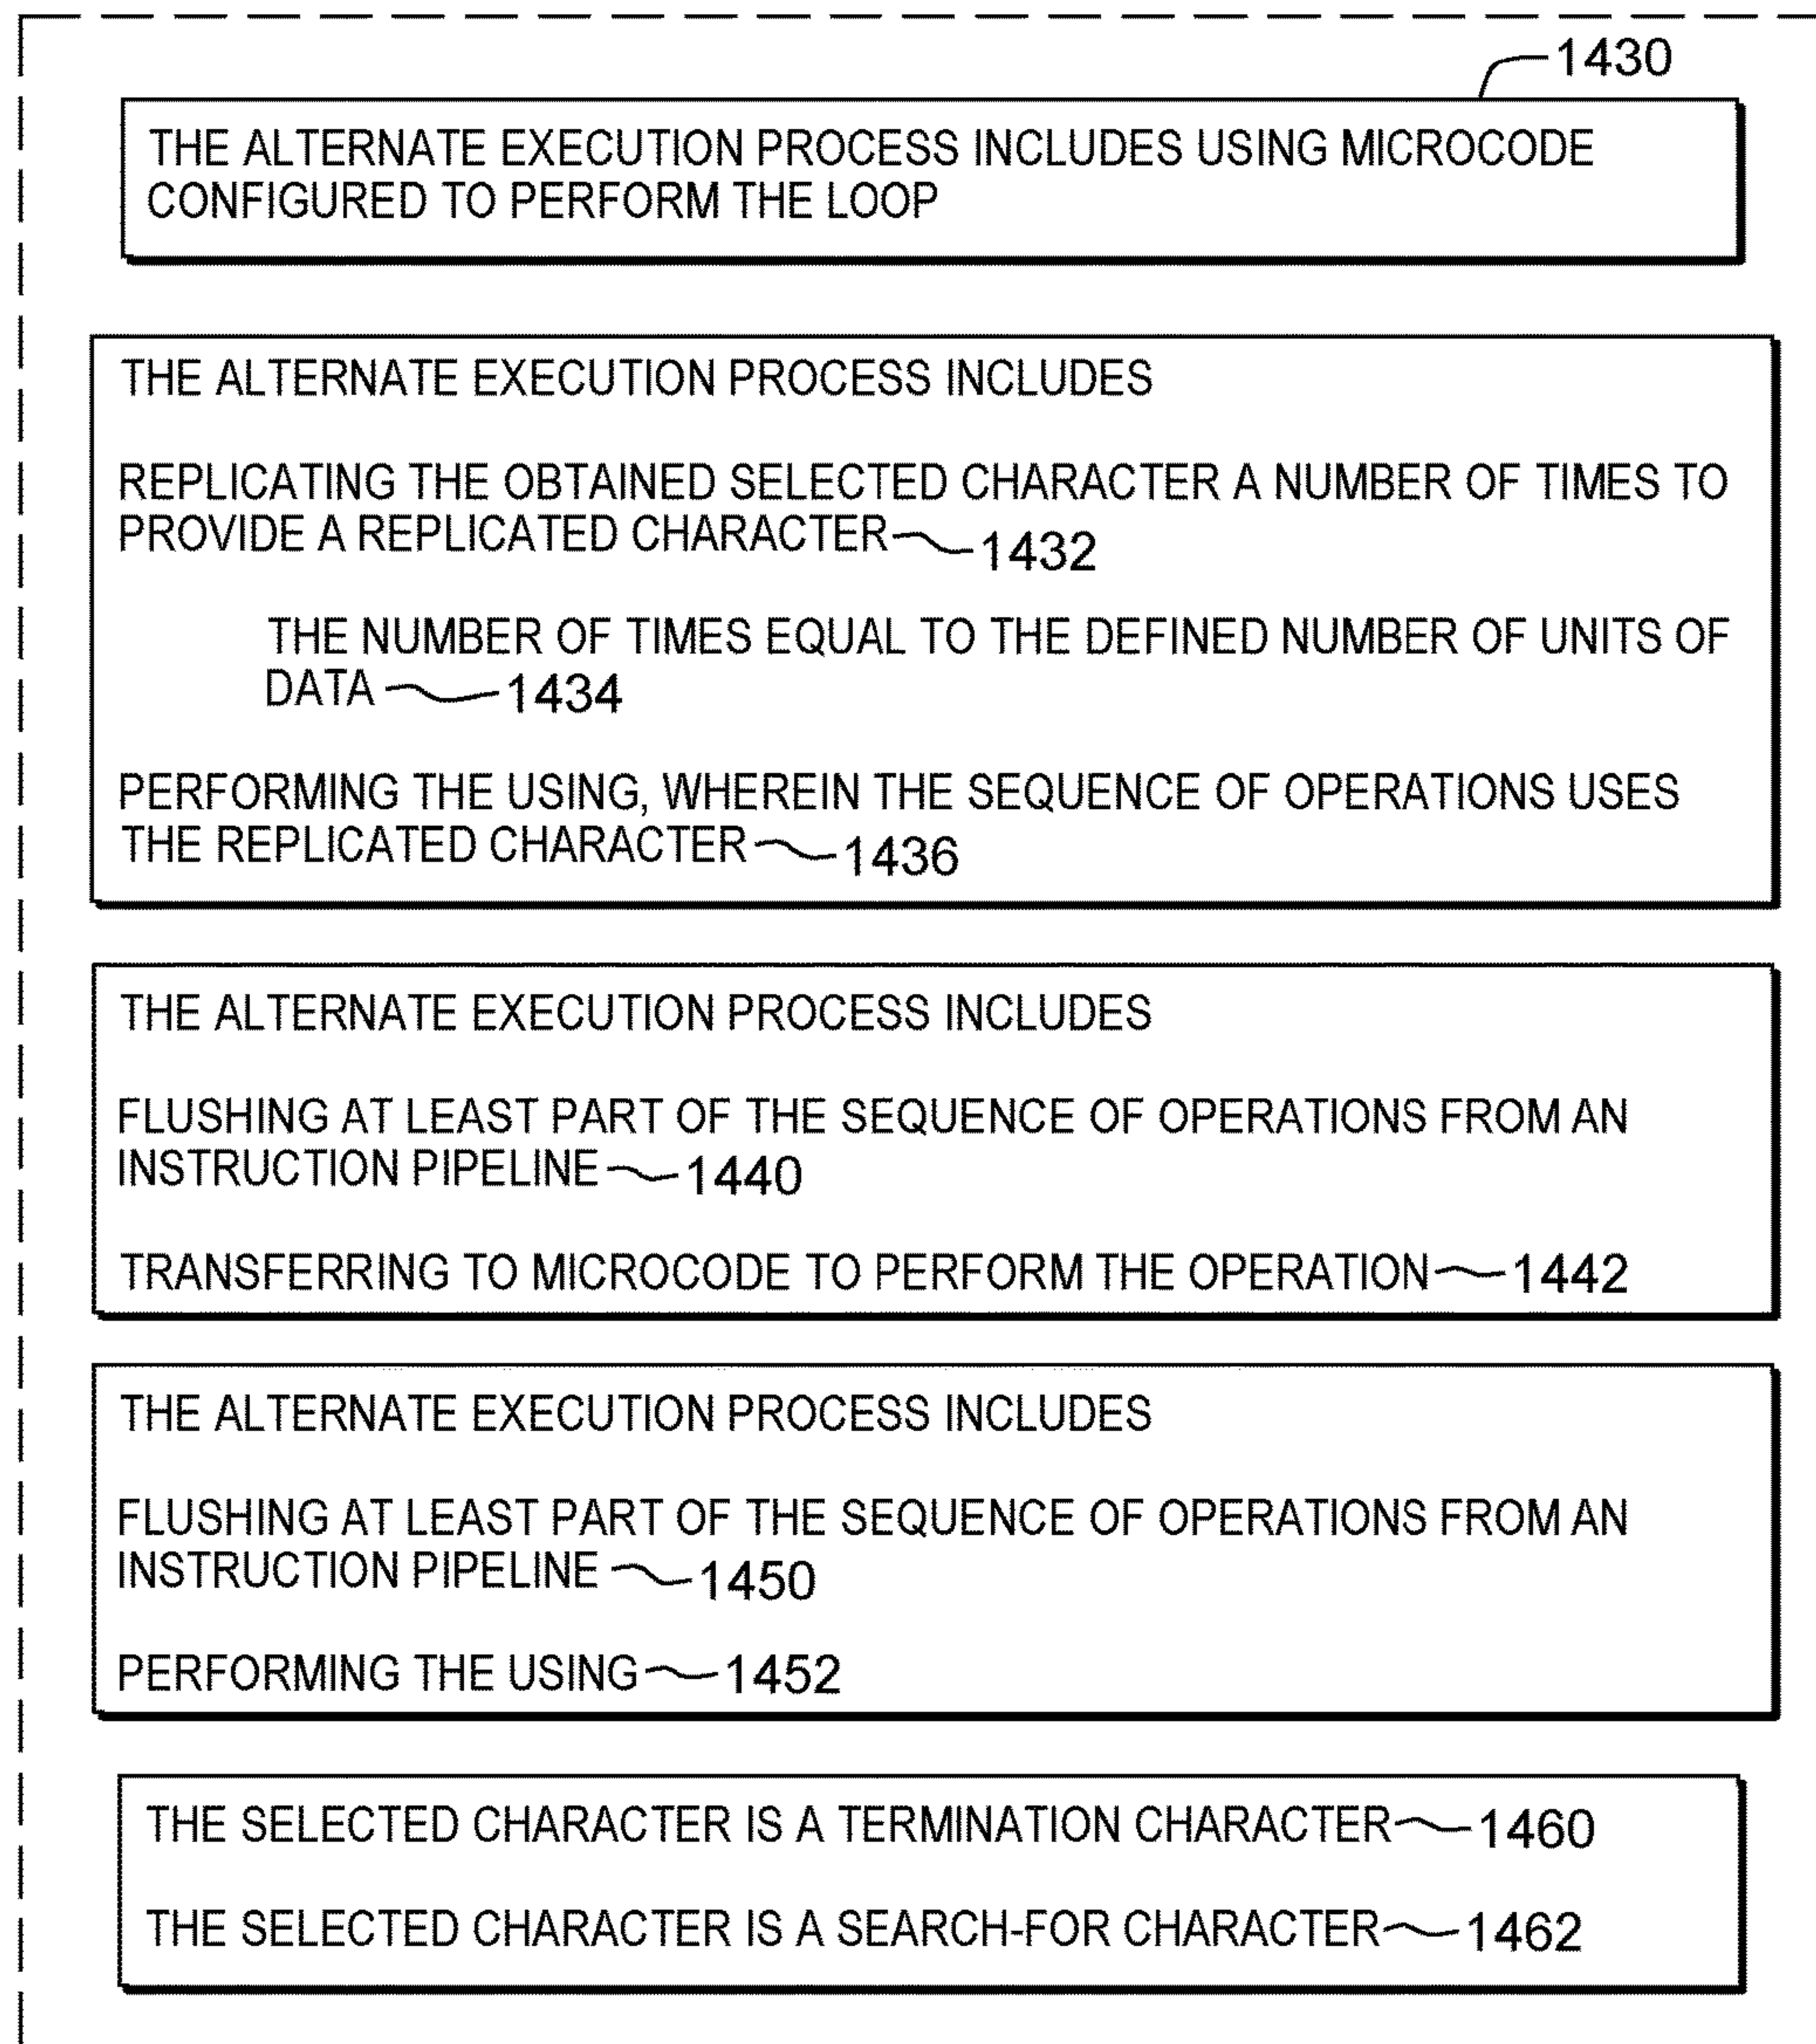 1430
THE ALTERNATE EXECUTION PROCESS INCLUDES USING MICROCODE
CONFIGURED TO PERFORM THE LOOP
THE ALTERNATE EXECUTION PROCESS INCLUDES
REPLICATING THE OBTAINED SELECTED CHARACTER A NUMBER OF TIMES TO
PROVIDE A REPLICATED CHARACTER 1432
THE NUMBER OF TIMES EQUAL TO THE DEFINED NUMBER OF UNITS OF
DATA 1434
PERFORMING THE USING, WHEREIN THE SEQUENCE OF OPERATIONS USES
THE REPLICATED CHARACTER 1436
THE ALTERNATE EXECUTION PROCESS INCLUDES
FLUSHING AT LEAST PART OF THE SEQUENCE OF OPERATIONS FROM AN
INSTRUCTION PIPELINE 1440
TRANSFERRING TO MICROCODE TO PERFORM THE OPERATION 1442
THE ALTERNATE EXECUTION PROCESS INCLUDES
FLUSHING AT LEAST PART OF THE SEQUENCE OF OPERATIONS FROM AN
INSTRUCTION PIPELINE 1450
PERFORMING THE USING 1452
THE SELECTED CHARACTER IS A TERMINATION CHARACTER 1460
THE SELECTED CHARACTER IS A SEARCH-FOR CHARACTER 1462